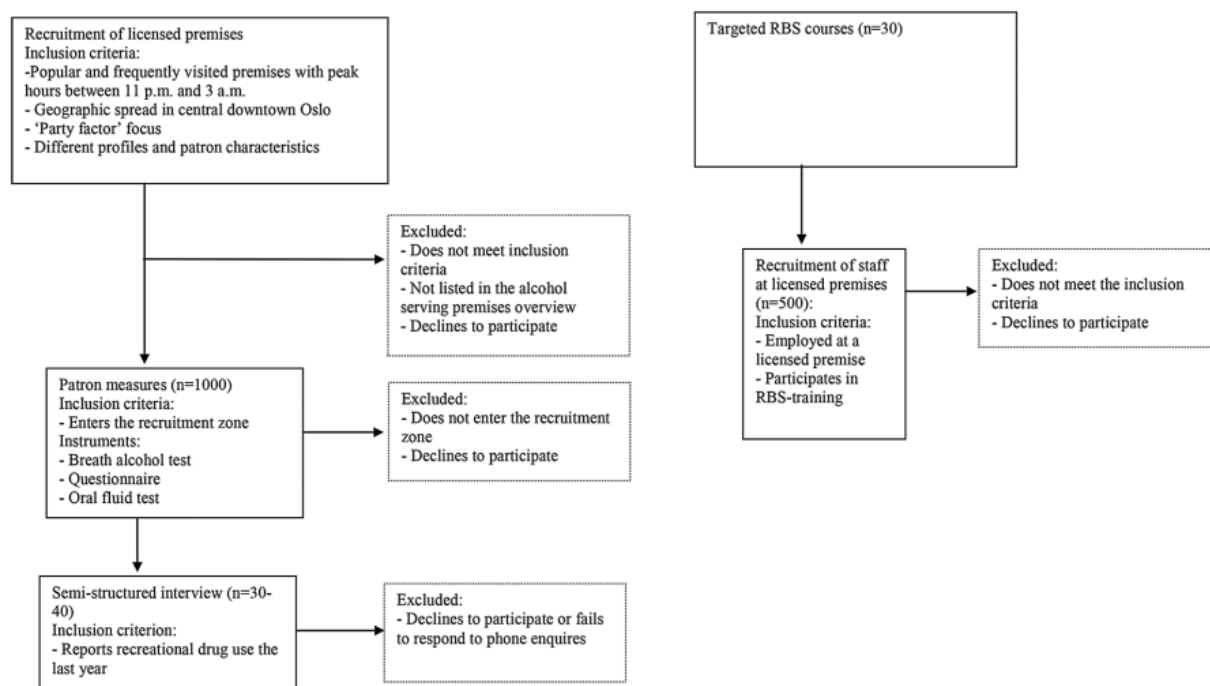 Recruitment of licensed premises
Inclusion criteria:
-Popular and frequently visited premises with peak
hours between 11 p.m. and 3 a.m.
- Geographic spread in central downtown Oslo
- ‘Party factor’ focus
- Different profiles and patron characteristics
Excluded:
- Does not meet inclusion
criteria
- Not listed in the alcohol
serving premises overview
- Declines to participate
Patron measures (n=1000)
Inclusion criteria:
- Enters the recruitment zone
Instruments:
- Breath alcohol test
- Questionnaire
- Oral fluid test
Excluded:
- Does not enter the recruitment
zone
- Declines to participate
Semi-structured interview (n=30-
40)
Inclusion criterion:
- Reports recreational drug use the
last year
Excluded:
- Declines to participate or fails
to respond to phone enquires
Targeted RBS courses (n=30)
Recruitment of staff
at licensed premises
(n=500):
Inclusion criteria:
- Employed at a
licensed premise
- Participates in
RBS-training
Excluded:
- Does not meet the inclusion
criteria
- Declines to participate